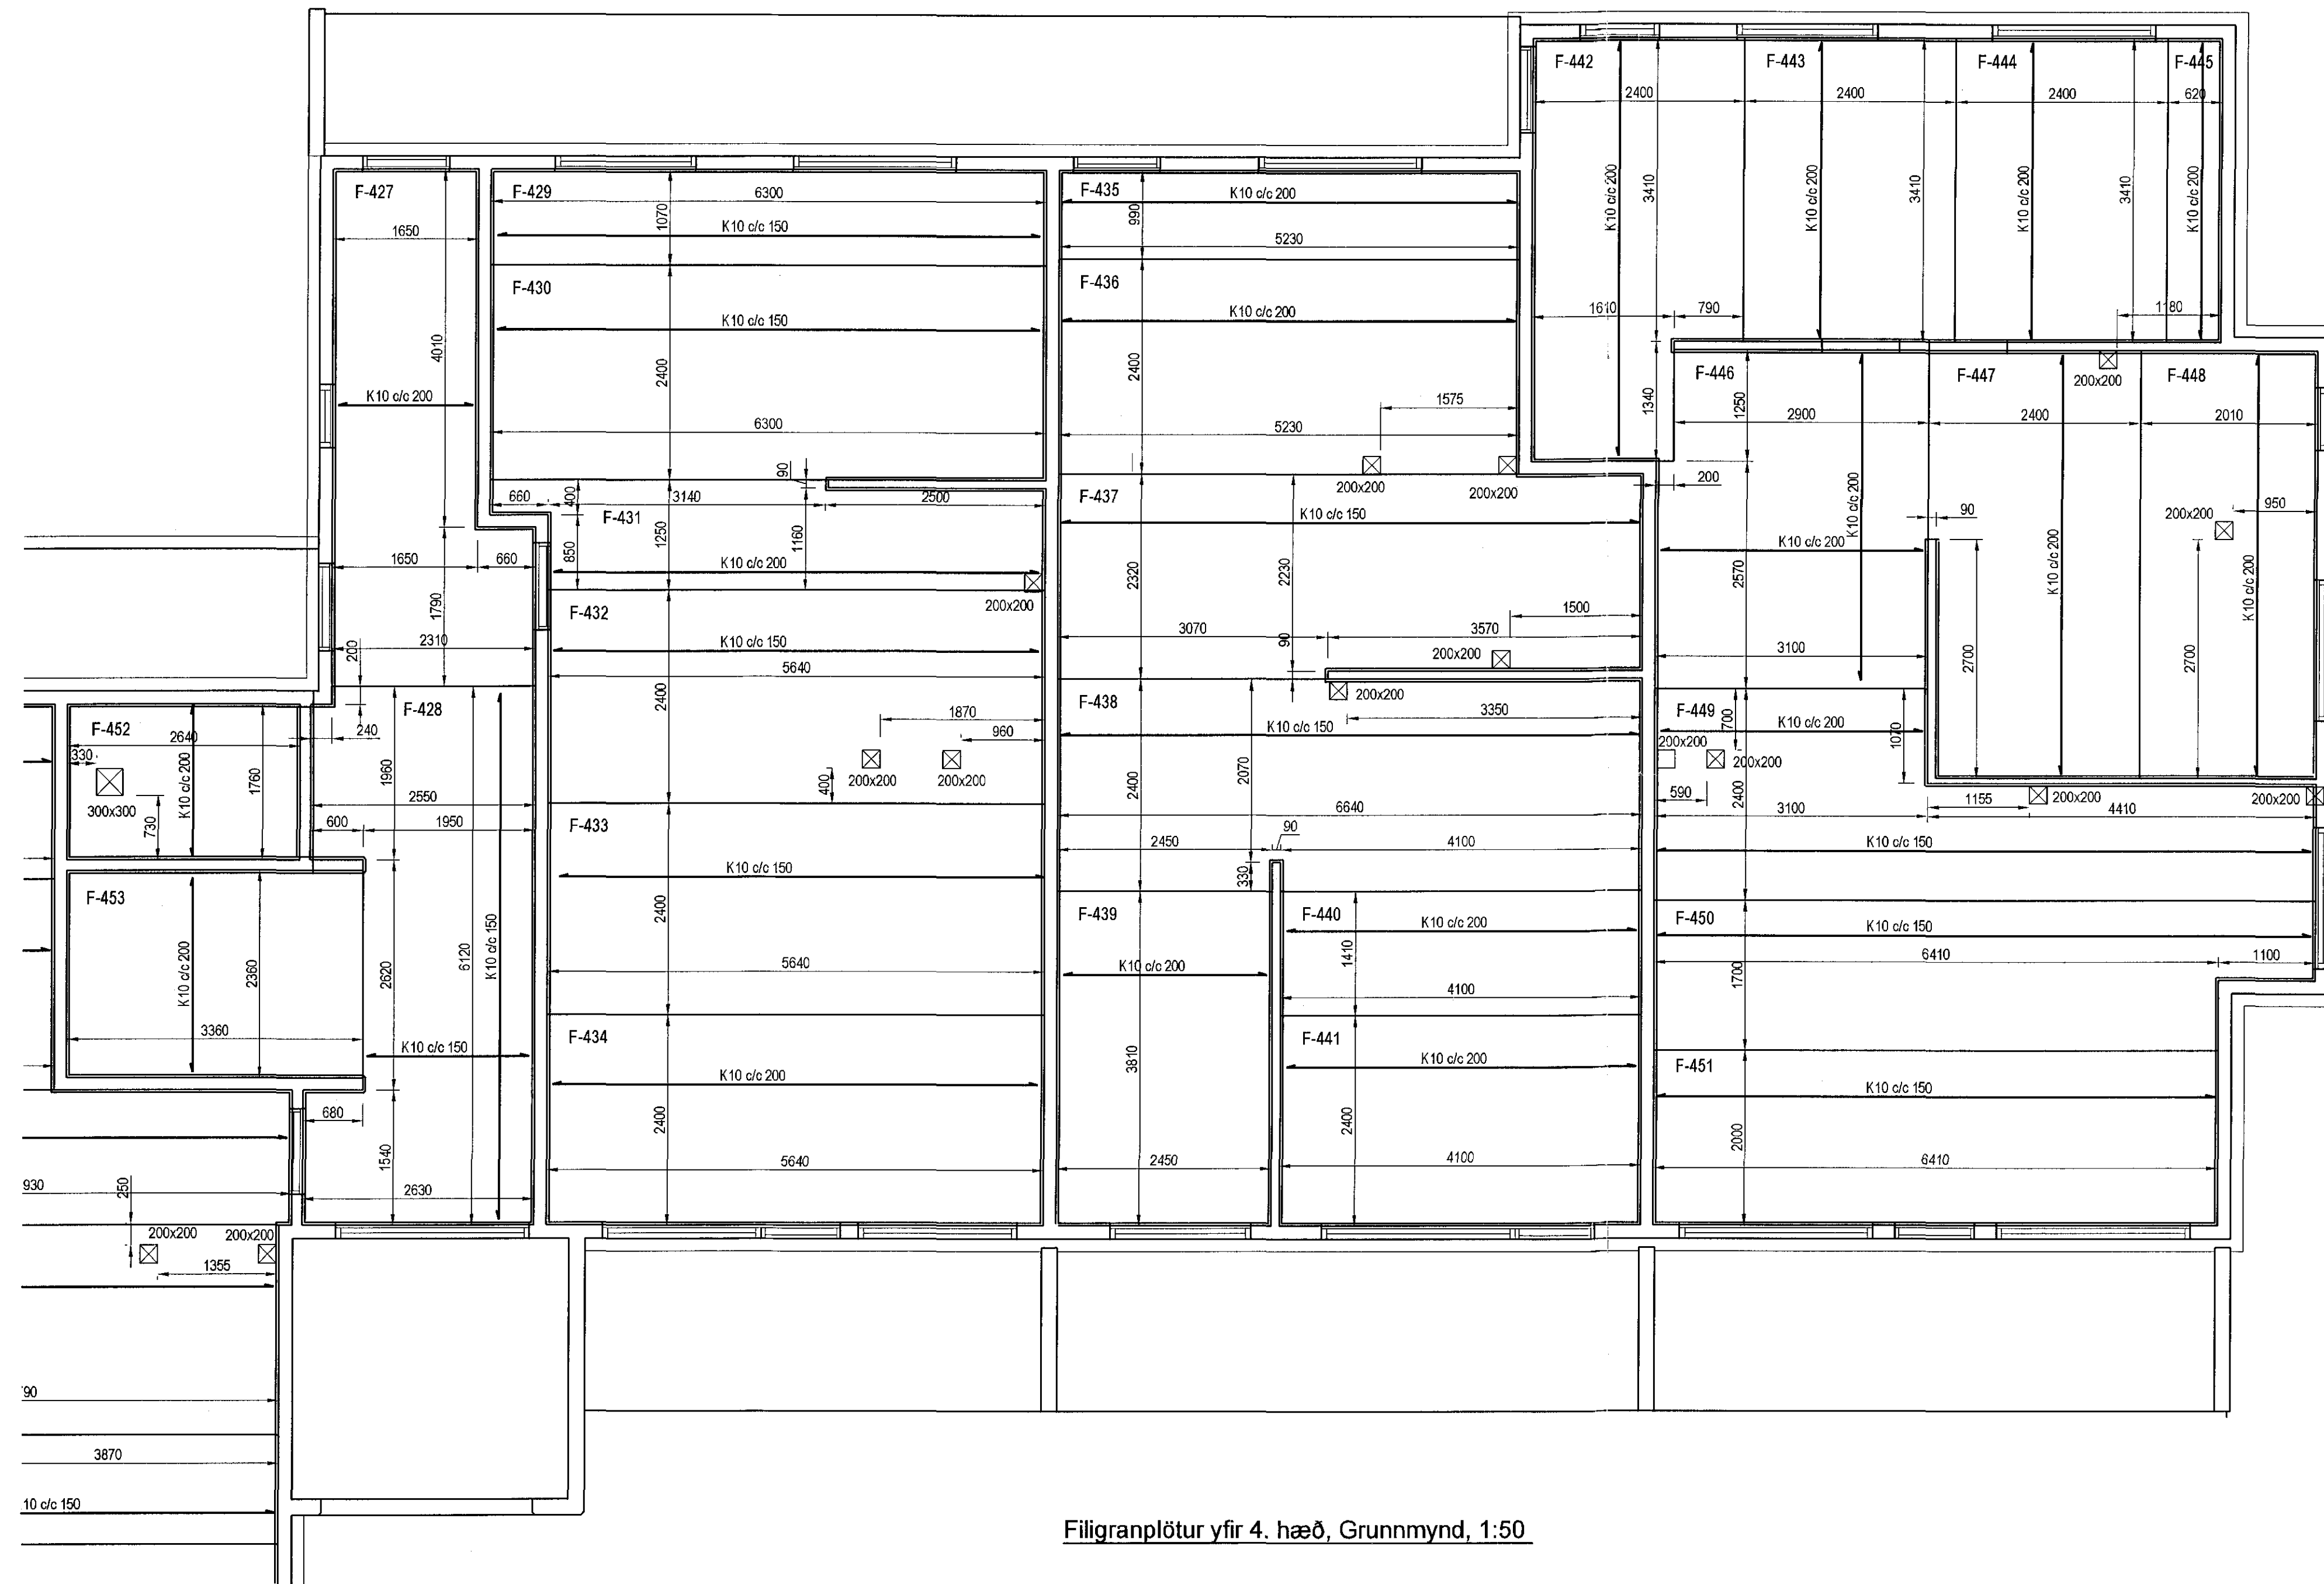 F-442
F-443
F-444
F-445
2400
2400
2400
620
K10 c/c 200
3410
K10 c/c 200
3410
K10 c/c 200
3410
K10 c/c 200
1610
790
1180
1340
F-427
1650
4010
K10 c/c 200
1650
660
1790
2310
200
240
F-429
6300
1070
K10 c/c 150
F-430
K10 c/c 150
2400
6300
90
660
400
3140
2500
F-431
850
1250
1160
K10 c/c 200
200x200
F-432
K10 c/c 150
5640
2400
1870
960
400
200x200
200x200
F-433
K10 c/c 150
2400
5640
F-434
K10 c/c 200
2400
5640
F-435
K10 c/c 200
990
5230
F-436
K10 c/c 200
2400
1575
5230
200x200
200x200
F-437
K10 c/c 150
2320
2230
1500
3070
3570
90
200x200
F-438
200x200
3350
K10 c/c 150
2400
2070
6640
90
2450
4100
330
F-439
K10 c/c 200
3810
2450
F-440
K10 c/c 200
1410
4100
F-441
K10 c/c 200
2400
4100
F-446
F-447
200x200
F-448
1250
2900
2400
2010
200
K10 c/c 200
90
200x200
950
K10 c/c 200
2570
K10 c/c 200
K10 c/c 200
3100
2700
2700
F-449
700
K10 c/c 200
1070
200x200
200x200
590
2400
1155
200x200
200x200
3100
4410
K10 c/c 150
F-450
K10 c/c 150
6410
1100
1700
F-451
K10 c/c 150
2000
6410
F-428
F-452
2640
330
K10 c/c 200
1760
300x300
730
1960
2550
600
1950
F-453
K10 c/c 200
2360
3360
2620
6120
K10 c/c 150
K10 c/c 150
680
1540
2630
930
250
200x200
200x200
1355
90
3870
10 c/c 150
Filigranplötur yfir 4. hæð, Grunnmynd, 1:50